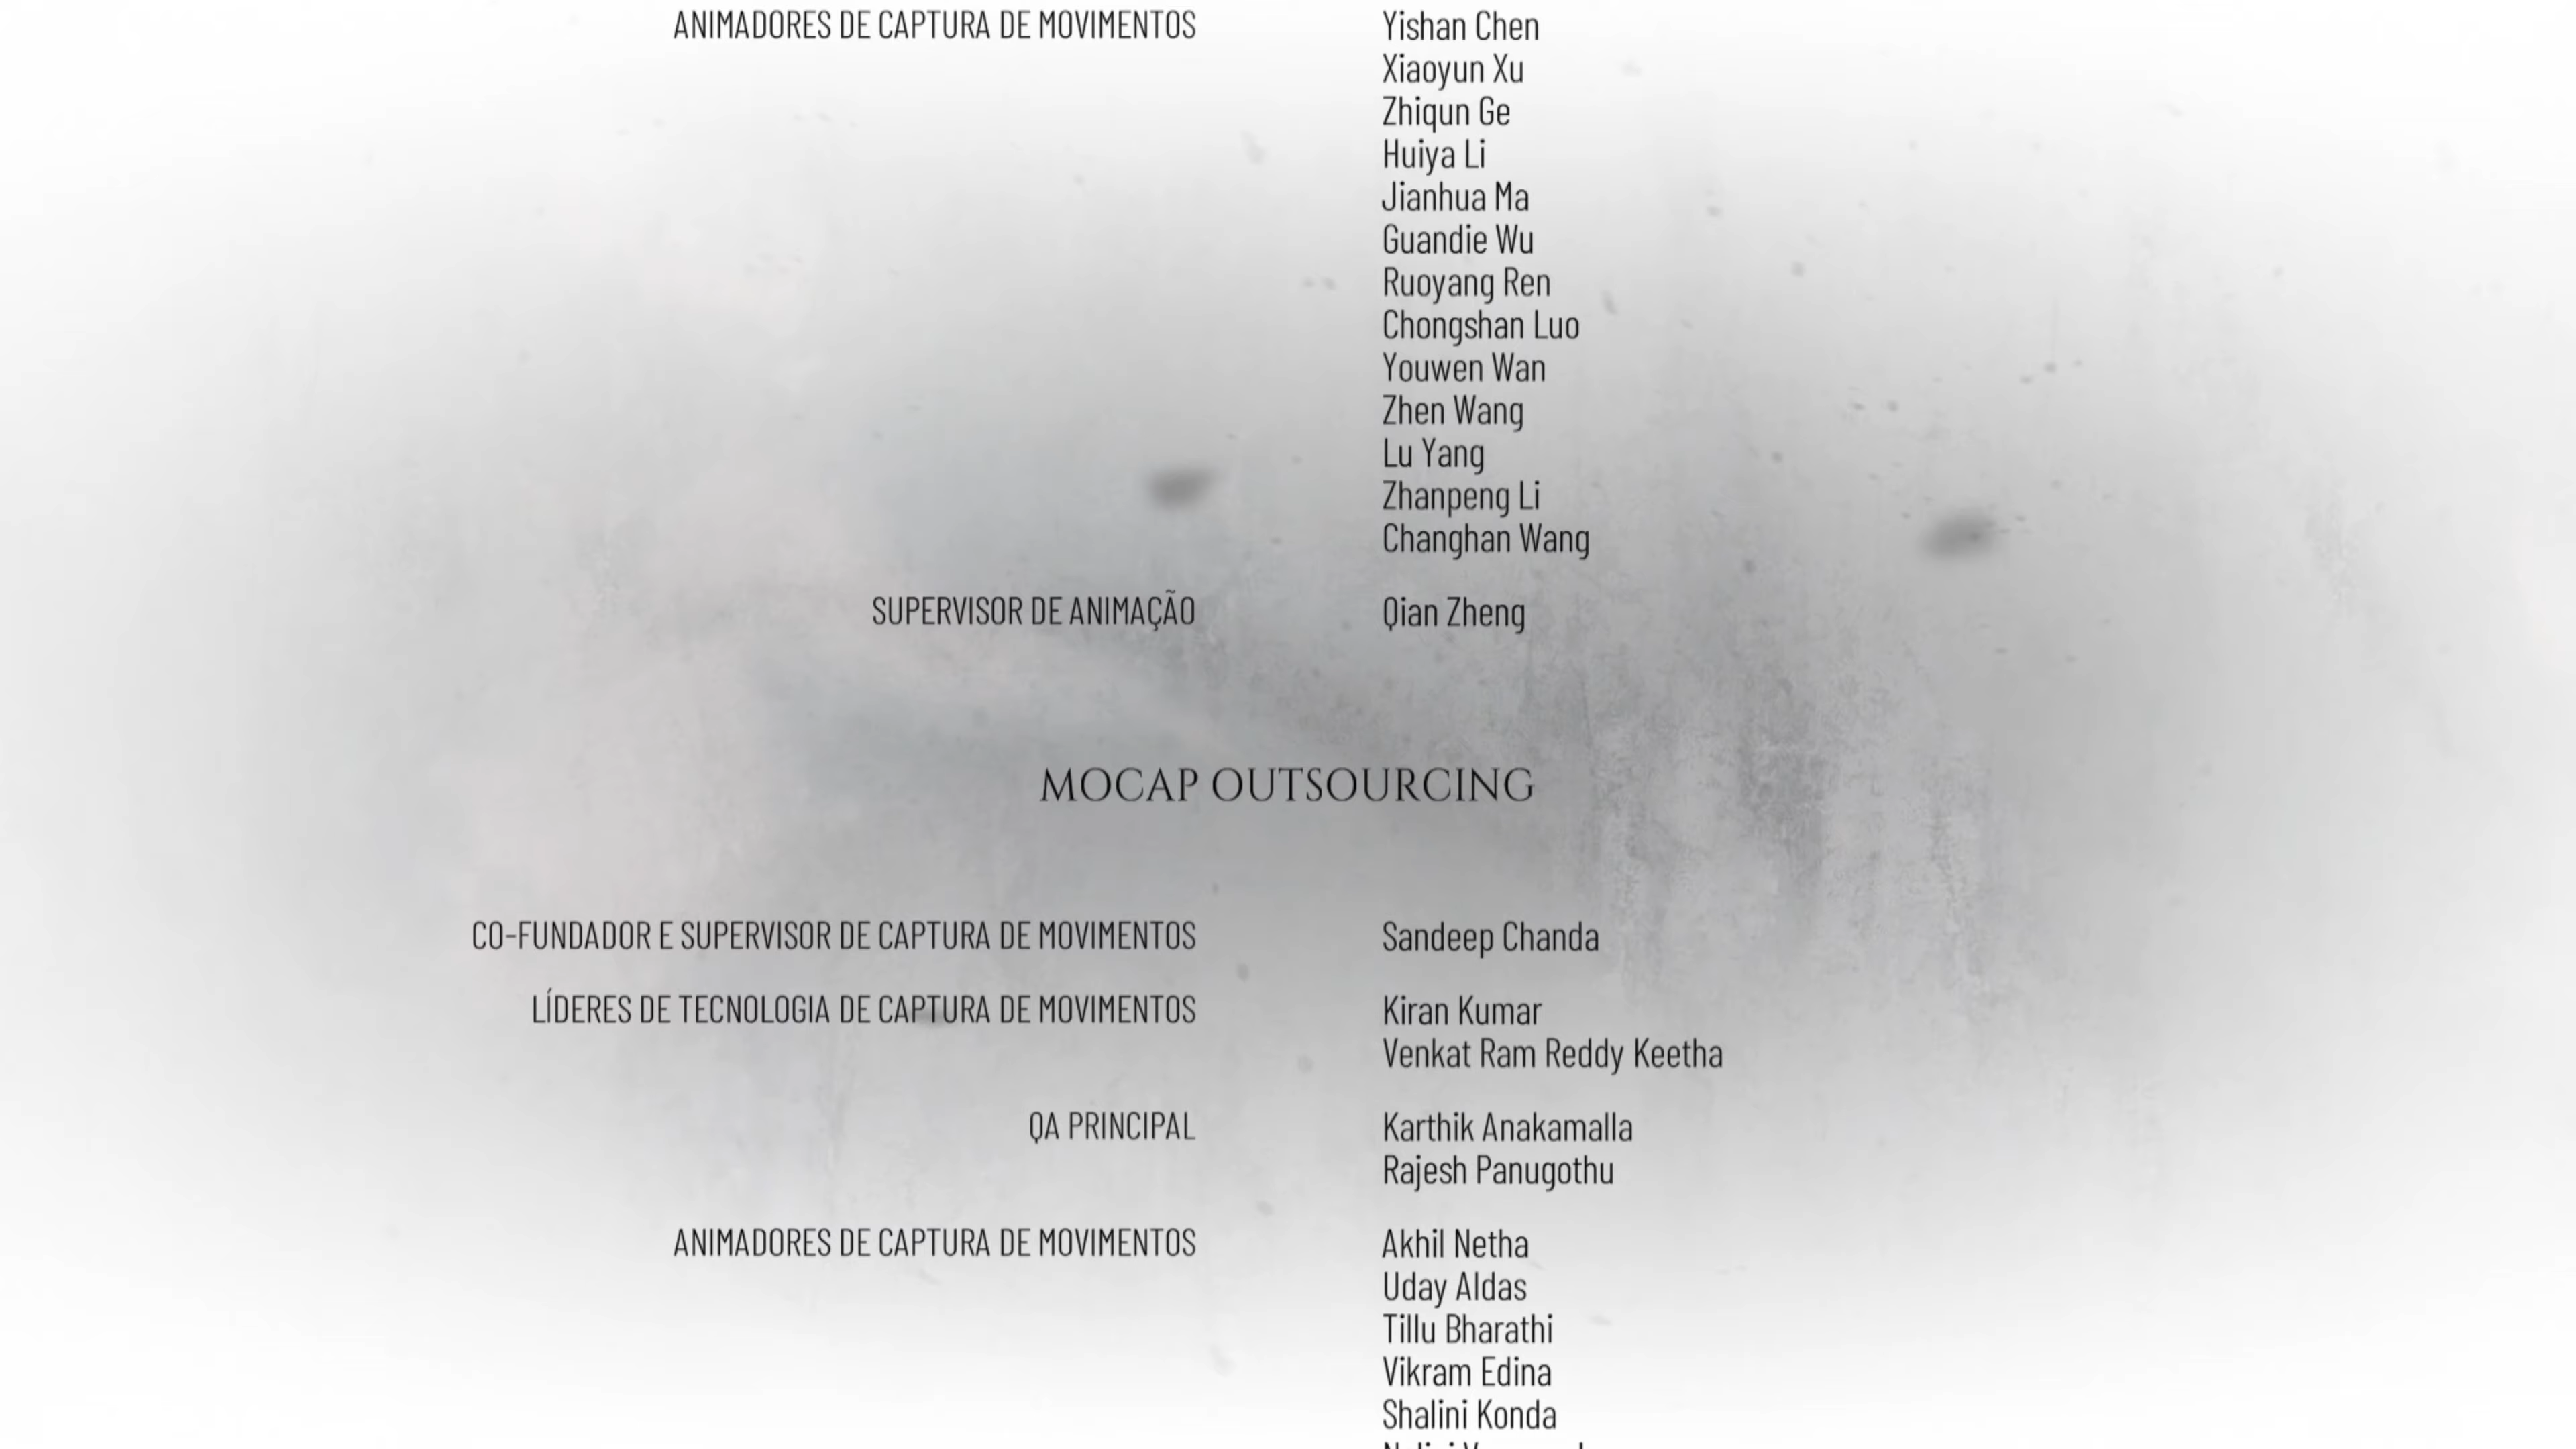 ANIMADORES DE CAPTURA DE MOVIMENTOS Yishan Chen
Xiaoyun Xu
Zhiqun Ge
Huiya Li
Jianhua Ma
Guandie Wu
Ruoyang Ren
Chongshan Luo
Youwen Wan
Zhen Wang
Lu Yang
Zhanpeng Li
Changhan Wang
SUPERVISOR DE ANIMAÇÃO Qian Zheng
MOCAP OUTSOURCING
CO-FUNDADOR E SUPERVISOR DE CAPTURA DE MOVIMENTOS Sandeep Chanda
LÍDERES DE TECNOLOGIA DE CAPTURA DE MOVIMENTOS Kiran Kumar
Venkat Ram Reddy Keetha
QA PRINCIPAL Karthik Anakamalla
Rajesh Panugothu
ANIMADORES DE CAPTURA DE MOVIMENTOS Akhil Netha
Uday Aldas
Tillu Bharathi
Vikram Edina
Shalini Konda